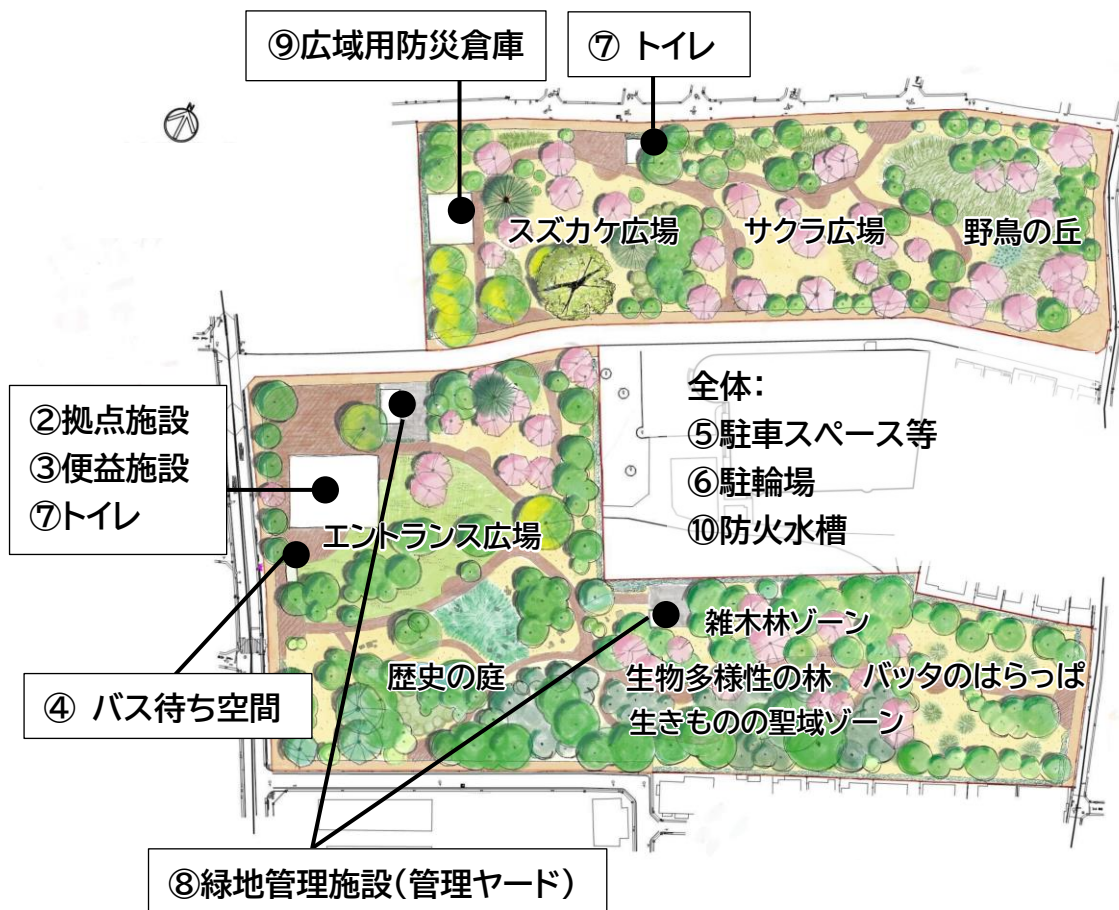 ⑨広域用防災倉庫
⑦ トイレ
スズカケ広場
サクラ広場
野鳥の丘
②拠点施設
③便益施設
⑦トイレ
全体:
⑤駐車スペース等
⑥駐輪場
⑩防火水槽
エントランス広場
④ バス待ち空間
歴史の庭
雑木林ゾーン
生物多様性の林
バッタのはらっぱ
生きものの聖域ゾーン
⑧緑地管理施設(管理ヤード)